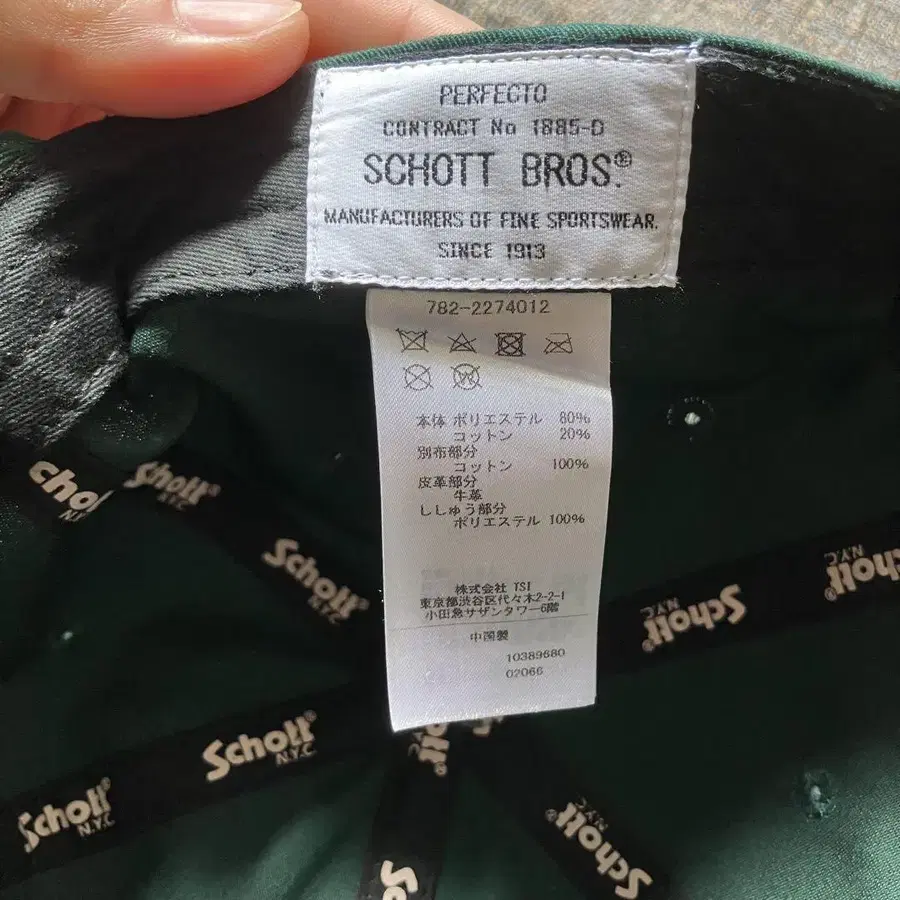 PERFECTO
CONTRACT No 1885-D
SCHOTT BROS.®
MANUFACTURERS OF FINE SPORTSWEAR.
SINCE 1913
782-2274012
本体 ポリエステル 80%
コットン 20%
別布部分
コットン 100%
皮革部分
牛革
ししゅう部分
ポリエステル 100%
株式会社 TSI
東京都渋谷区代々木2-2-1
小田急サザンタワー6階
中国製
10389680
02066
chot
N.Y.
Schott®
N.Y.C
Schott®
N.Y.C
Schott®
N.Y.C
Schott
N.Y.C
Schott®
N.Y.C
Schott®
N.Y.C
Schott
N.Y.C